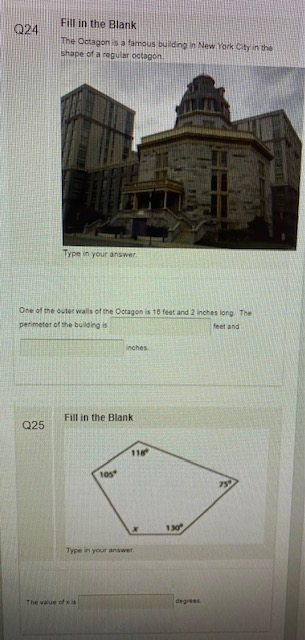 Q24
Fill in the Blank
The Octagon is a famous building in New York City in the
shape of a regular octagon.
Type in your answer.
One of the outer walls of the Octagon is 18 feet and 2 inches long. The
perimeter of the building is feet and
inches.
Q25
Fill in the Blank
118°
105°
75°
x
130°
Type in your answer
The value of x is degrees